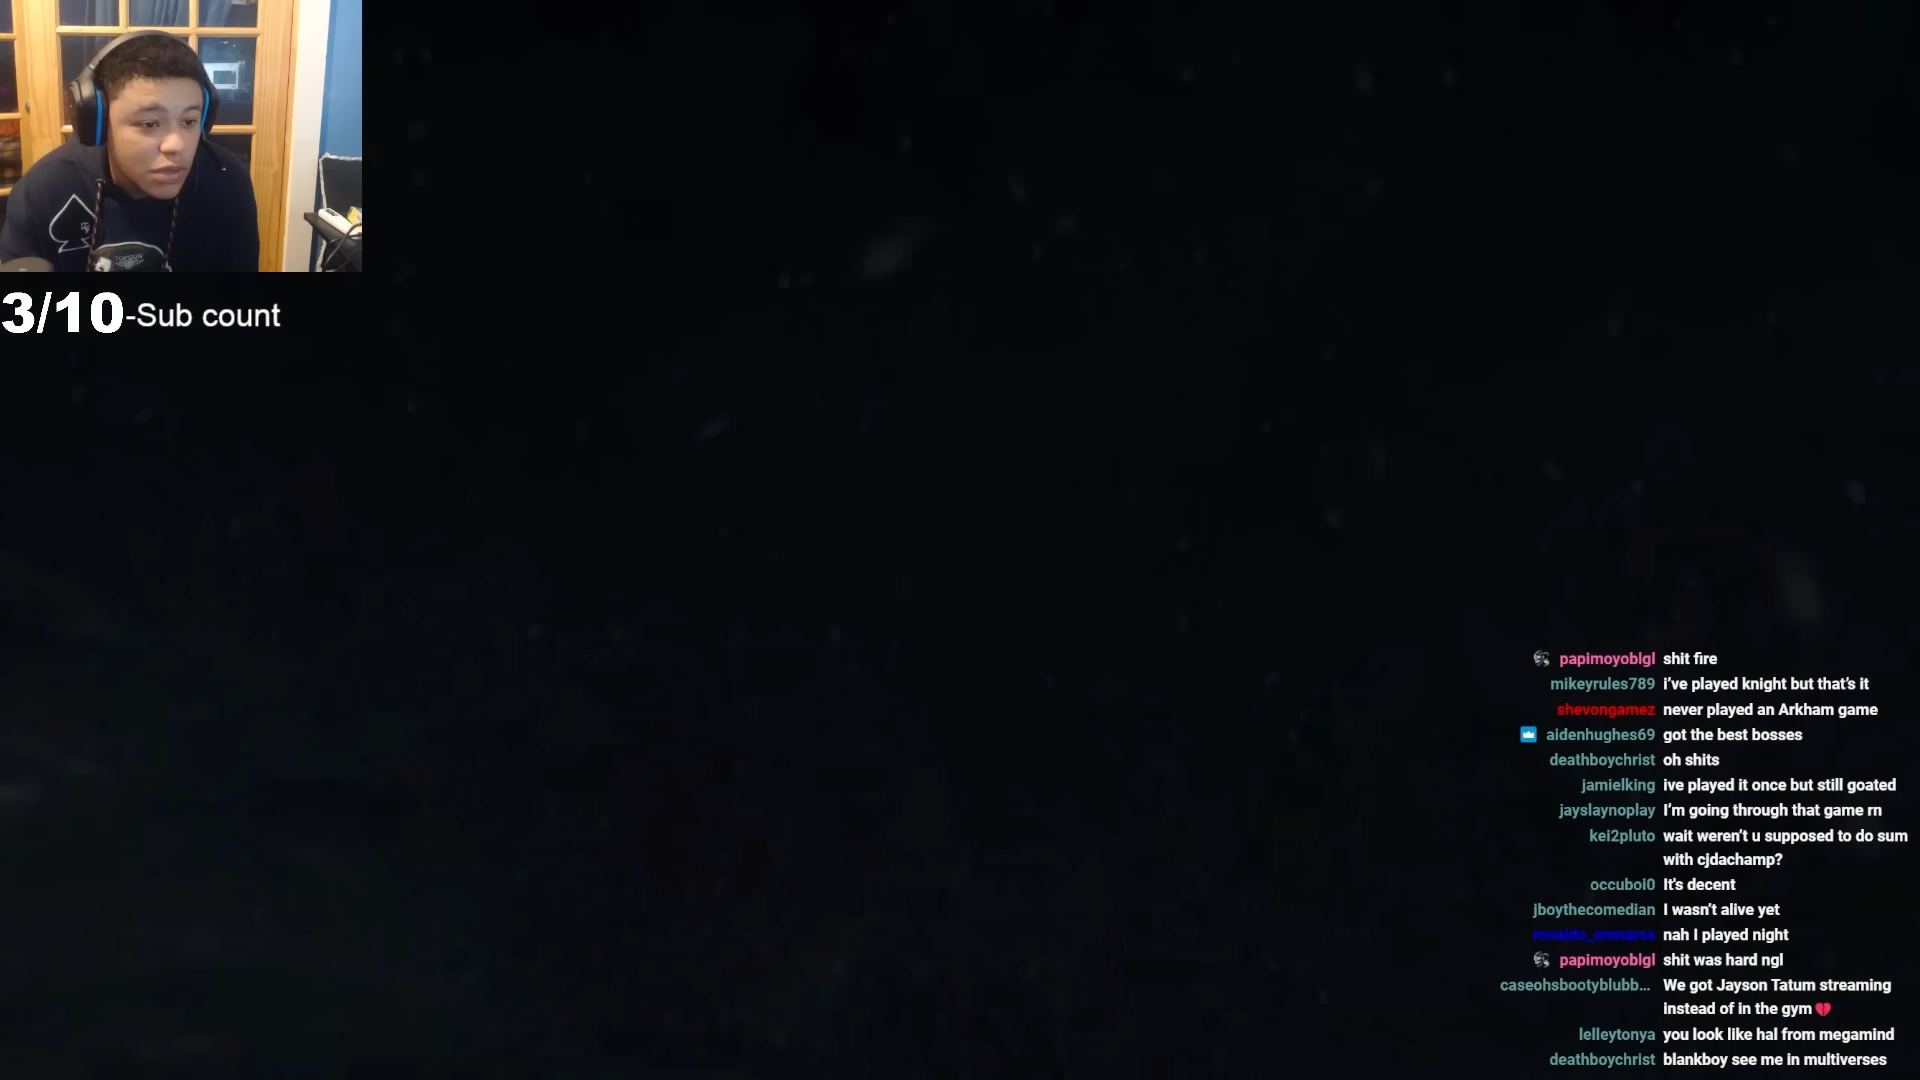 3/10-Sub count
papimoyoblgl shit fire
mikeyrules789 i've played knight but that's it
shevongamez never played an Arkham game
aidenhughes69 got the best bosses
deathboychrist oh shits
jamielking ive played it once but still goated
jayslaynoplay I'm going through that game rn
kei2pluto wait weren't u supposed to do sum
with cjdachamp?
occuboi0 It's decent
jboythecomedian I wasn't alive yet
nah I played night
papimoyoblgl shit was hard ngl
caseohsbootyblubb... We got Jayson Tatum streaming
instead of in the gym💔
lelleytonya you look like hal from megamind
deathboychrist blankboy see me in multiverses